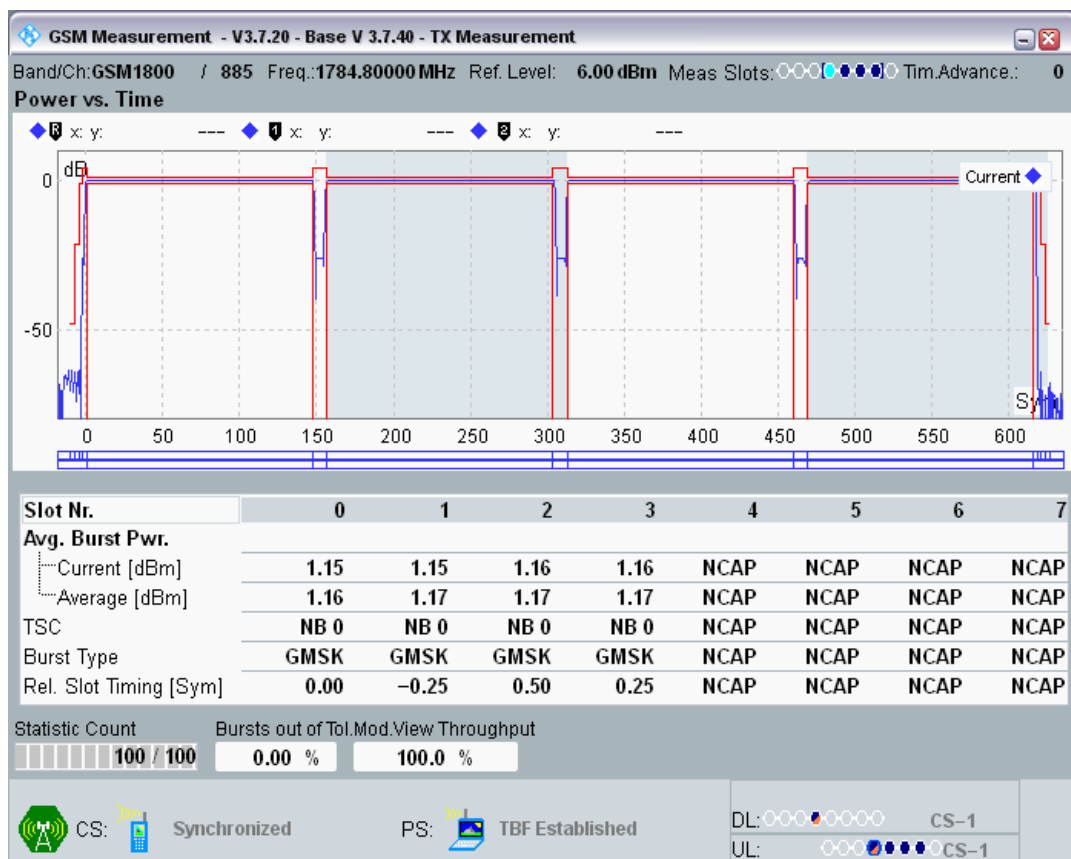 GSM Measurement - V3.7.20 - Base V 3.7.40 - TX Measurement
Band/Ch:GSM1800 / 885 Freq.:1784.80000 MHz Ref. Level: 6.00 dBm Meas Slots: Tim.Advance.: 0
Power vs. Time
R x: y: --- 1 x: y: --- 2 x: y: ---
dB
Current
0
-50
0 50 100 150 200 250 300 350 400 450 500 550 600
Slot Nr. 0 1 2 3 4 5 6 7
Avg. Burst Pwr.
Current [dBm] 1.15 1.15 1.16 1.16 NCAP NCAP NCAP NCAP
Average [dBm] 1.16 1.17 1.17 1.17 NCAP NCAP NCAP NCAP
TSC NB 0 NB 0 NB 0 NB 0 NCAP NCAP NCAP NCAP
Burst Type GMSK GMSK GMSK GMSK NCAP NCAP NCAP NCAP
Rel. Slot Timing [Sym] 0.00 −0.25 0.50 0.25 NCAP NCAP NCAP NCAP
Statistic Count Bursts out of Tol.Mod.View Throughput
100 / 100 0.00 % 100.0 %
CS: Synchronized PS: TBF Established
DL: CS−1
UL: CS−1